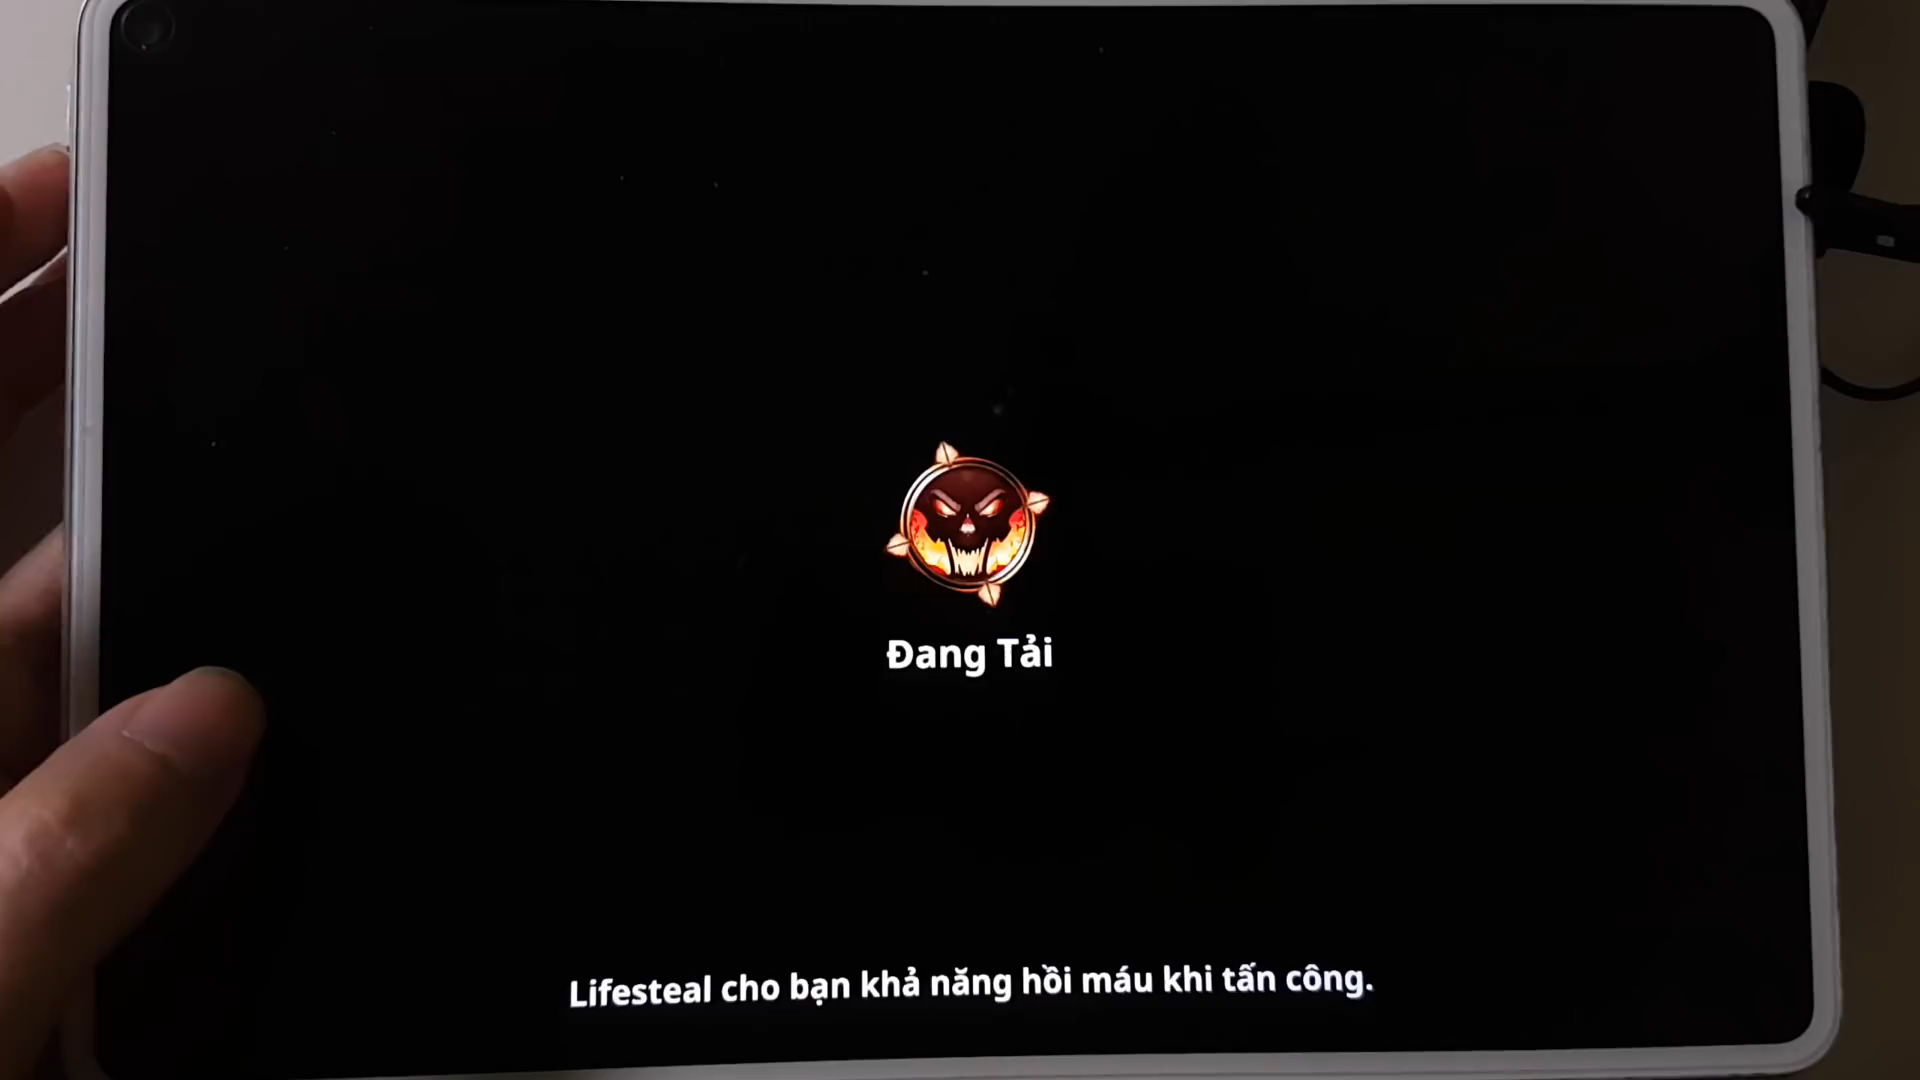 Đang Tải
Lifesteal cho bạn khả năng hồi máu khi tấn công.